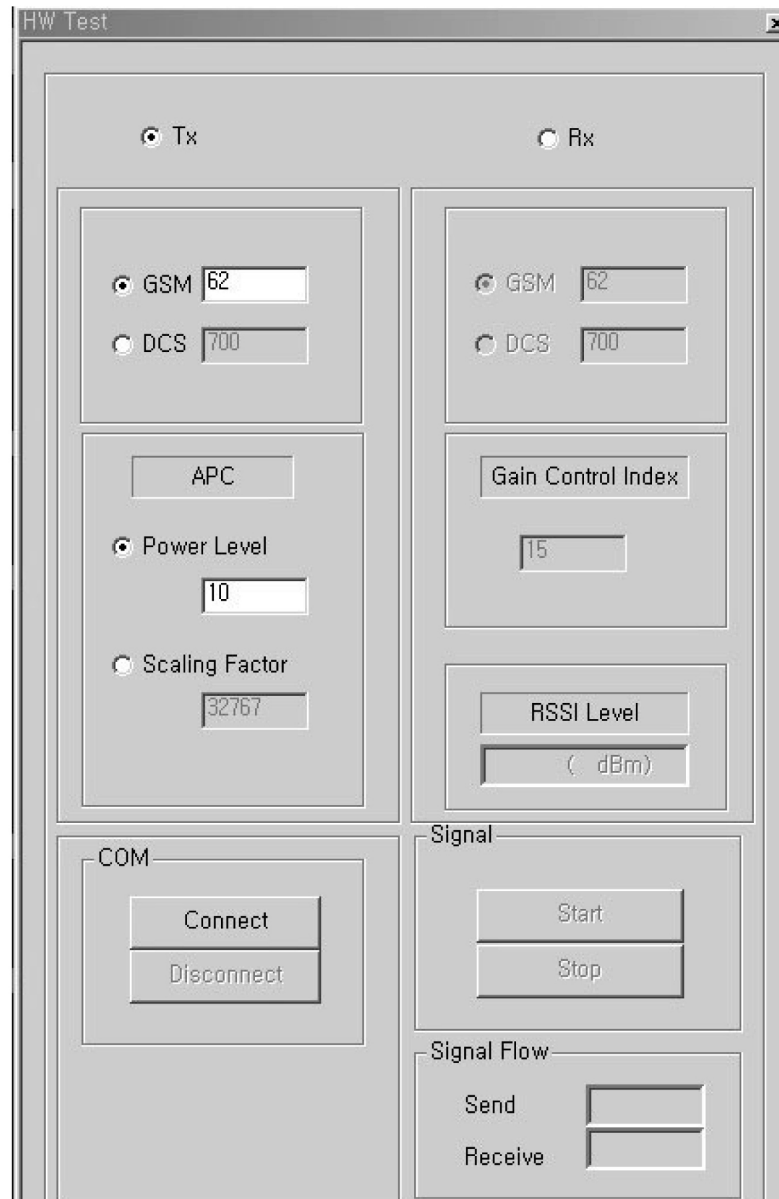 HW Test
Tx
Rx
GSM 62
DCS 700
GSM 62
DCS 700
APC
Power Level
10
Scaling Factor
32767
Gain Control Index
15
RSSI Level
( dBm)
COM
Connect
Disconnect
Signal
Start
Stop
Signal Flow
Send
Receive